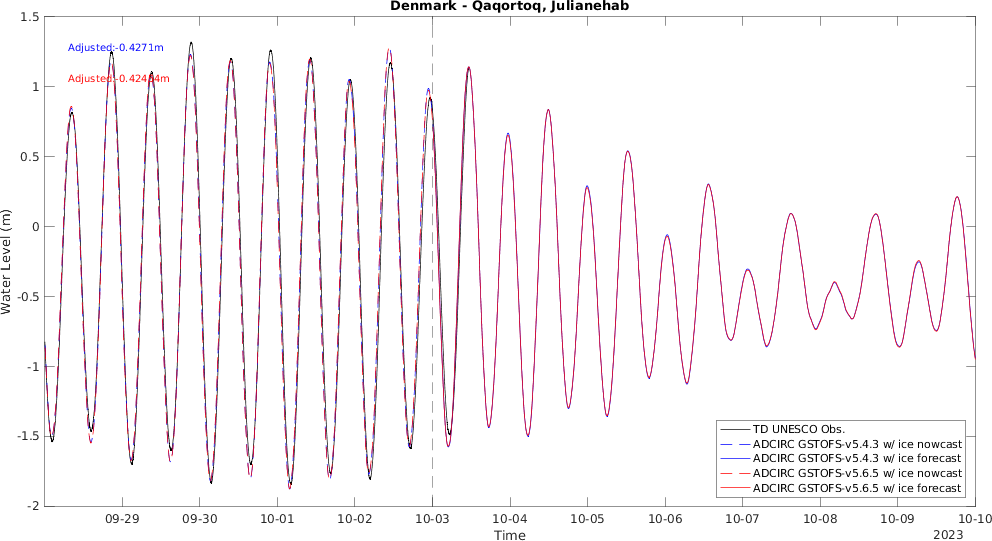 Denmark - Qaqortoq, Julianehab
1.5
1
0.5
0
-0.5
-1
-1.5
-2
Water Level (m)
Adjusted:-0.4271m
TD UNESCO Obs.
ADCIRC GSTOFS-v5.4.3 w/ ice nowcast
ADCIRC GSTOFS-v5.4.3 w/ ice forecast
ADCIRC GSTOFS-v5.6.5 w/ ice nowcast
ADCIRC GSTOFS-v5.6.5 w/ ice forecast
09-29 09-30 10-01 10-02 10-03 10-04 10-05 10-06 10-07 10-08 10-09 10-10
Time
2023